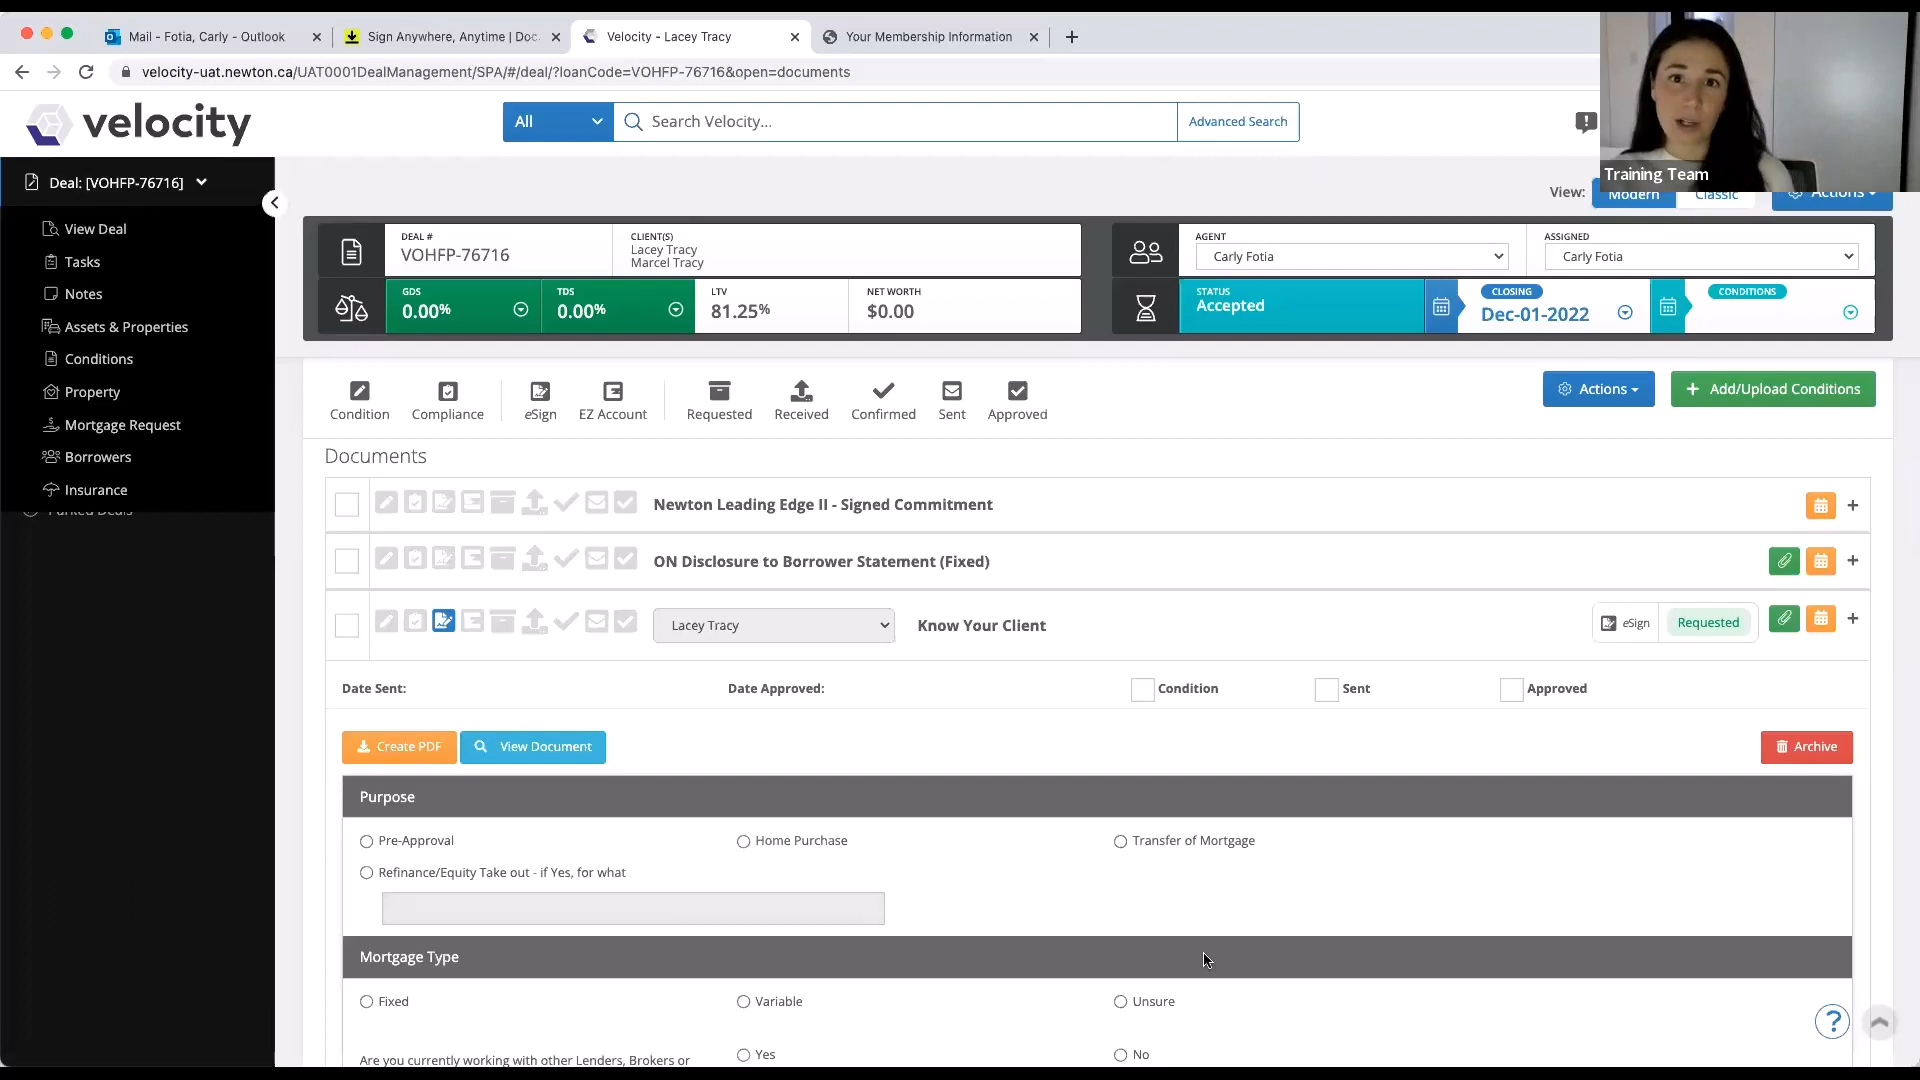 Mail - Fotia, Carly - Outlook
Sign Anywhere, Anytime | Doc
Velocity - Lacey Tracy
Your Membership Information
velocity-uat.newton.ca/UAT0001DealManagement/SPA/#/deal/?loanCode=VOHFP-76716&open=documents
velocity
All
Search Velocity...
Advanced Search
Training Team
Deal: [VOHFP-76716]
View:
Modern
Classic
Actions
View Deal
Tasks
Notes
Assets & Properties
Conditions
Property
Mortgage Request
Borrowers
Insurance
Parked Deals
DEAL #
VOHFP-76716
CLIENT(S)
Lacey Tracy
Marcel Tracy
AGENT
Carly Fotia
ASSIGNED
Carly Fotia
GDS
0.00%
TDS
0.00%
LTV
81.25%
NET WORTH
$0.00
STATUS
Accepted
CLOSING
Dec-01-2022
CONDITIONS
Condition
Compliance
eSign
EZ Account
Requested
Received
Confirmed
Sent
Approved
Actions
+ Add/Upload Conditions
Documents
Newton Leading Edge II - Signed Commitment
ON Disclosure to Borrower Statement (Fixed)
Lacey Tracy
Know Your Client
eSign
Requested
Date Sent:
Date Approved:
Condition
Sent
Approved
Create PDF
View Document
Archive
Purpose
Pre-Approval
Home Purchase
Transfer of Mortgage
Refinance/Equity Take out - if Yes, for what
Mortgage Type
Fixed
Variable
Unsure
Are you currently working with other Lenders, Brokers or
Yes
No
?